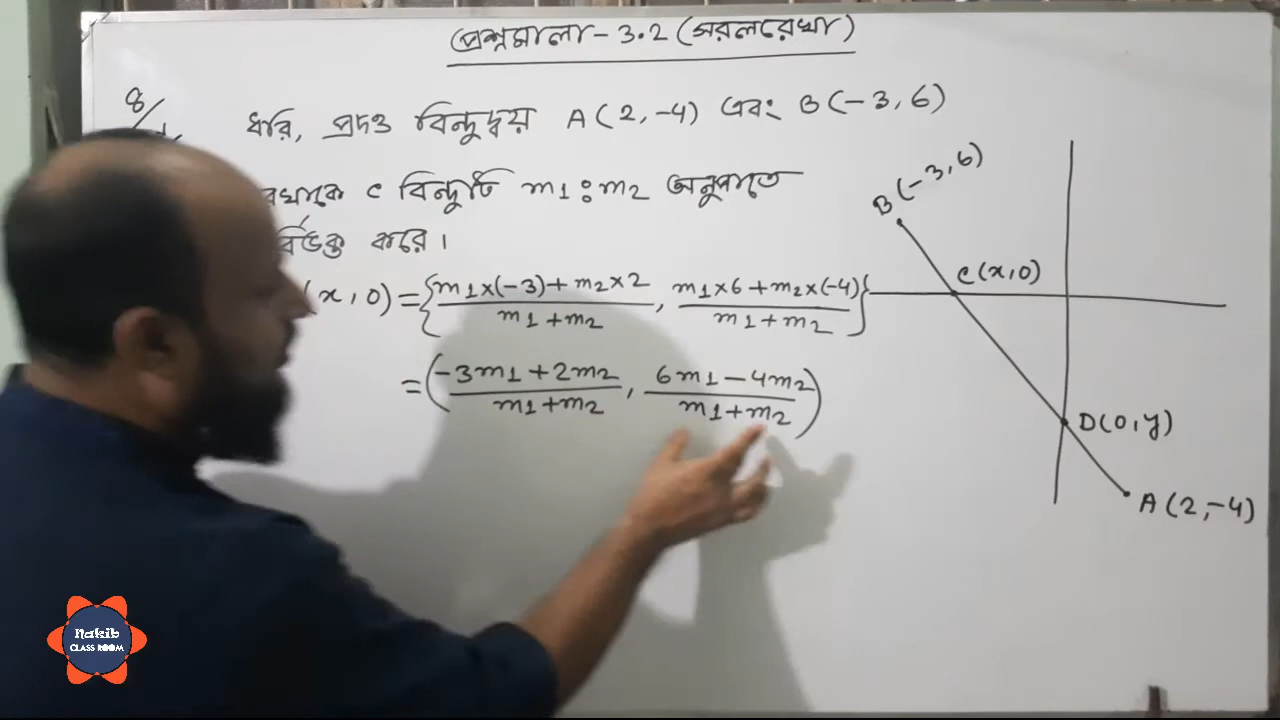 প্রশ্নমালা - 3.2 (সরলরেখা)
8/
ধরি, প্রদত্ত বিন্দুদ্বয় A(2,-4) এবং B(-3,6)
C বিন্দুটি m1:m2 অনুপাতে
বিভক্ত করে।
(x,0) = {m1×(-3)+m2×2 / m1+m2, m1×6+m2×(-4) / m1+m2}
= (-3m1+2m2 / m1+m2, 6m1-4m2 / m1+m2)
B(-3,6)
C(x,0)
D(0,y)
A(2,-4)
Nakib
CLASS ROOM